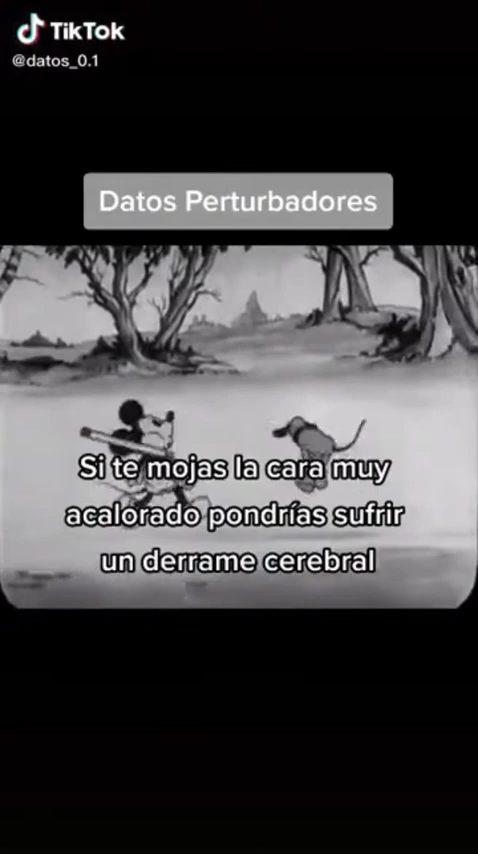 TikTok
@datos_0.1
Datos Perturbadores
Si te mojas la cara muy
acalorado pondrías sufrir
un derrame cerebral